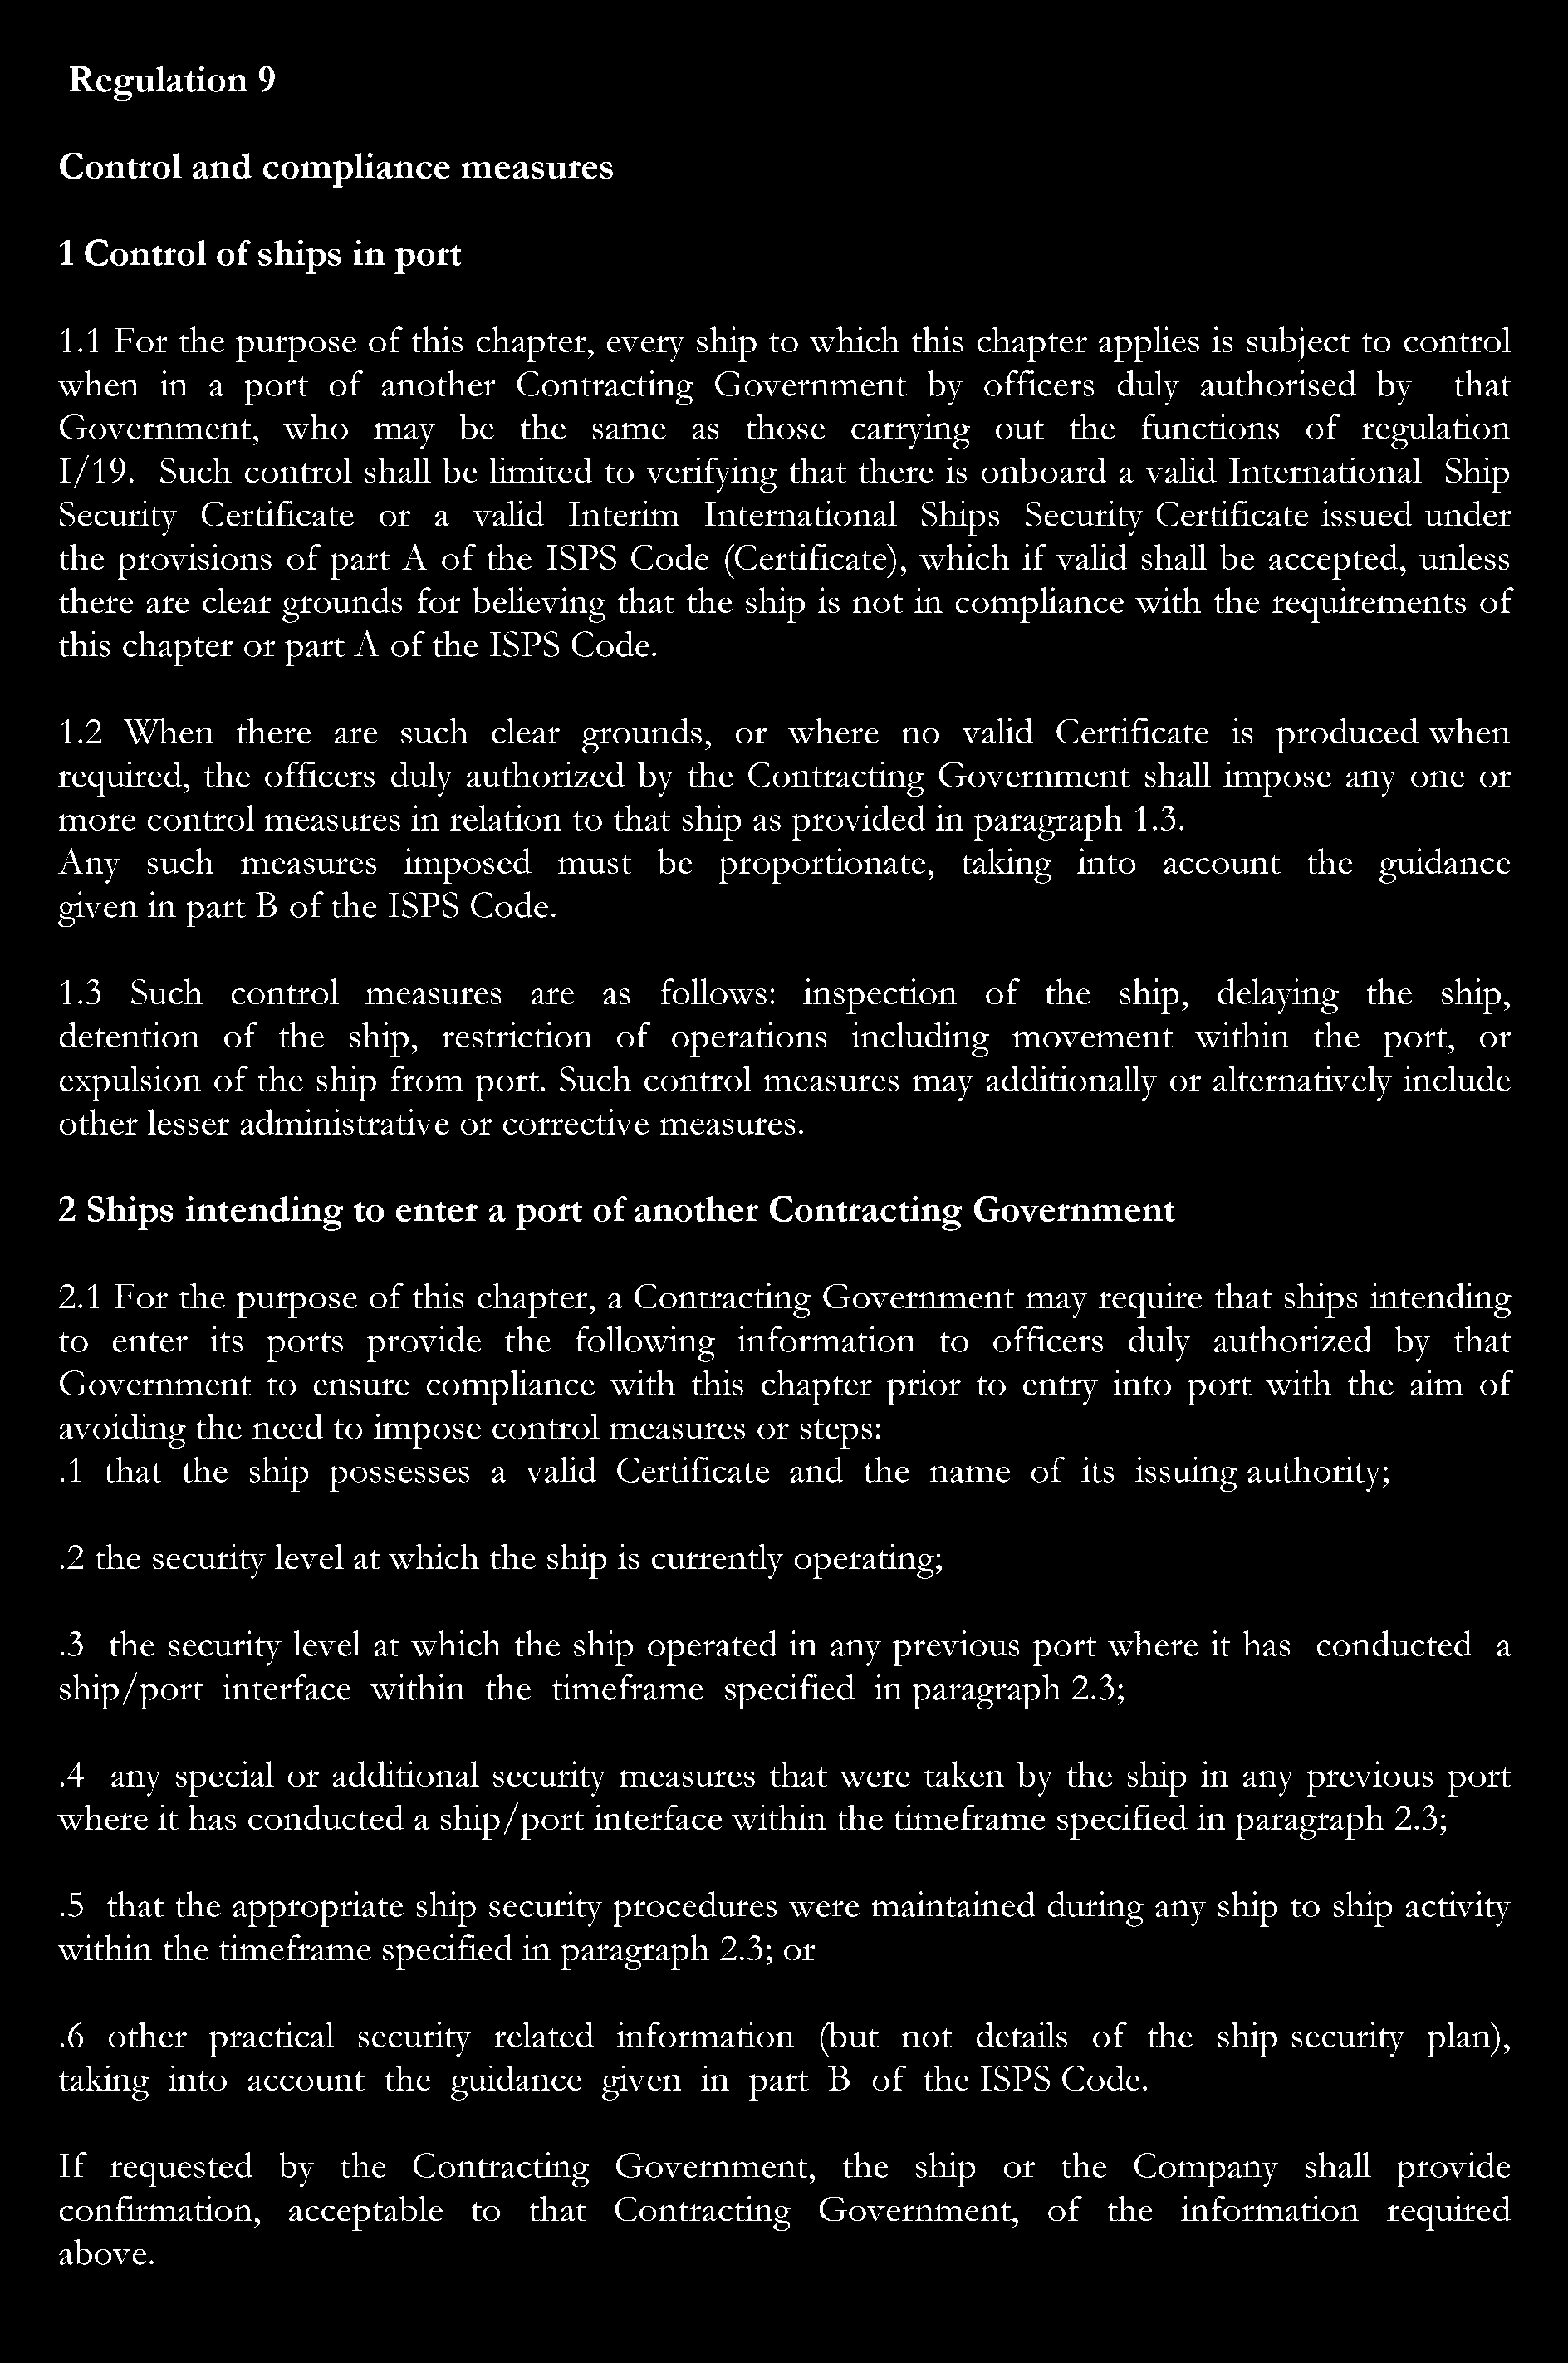 Regulation 9
Control and compliance measures
1 Control of ships in port
1.1 For the purpose of this chapter, every ship to which this chapter applies is subject to control
when in a port of another Contracting Government by officers duly authorised by that
Government, who may be the same as those carrying out the functions of regulation
I/19. Such control shall be limited to verifying that there is onboard a valid International Ship
Security Certificate or a valid Interim International Ships Security Certificate issued under
the provisions of part A of the ISPS Code (Certificate), which if valid shall be accepted, unless
there are clear grounds for believing that the ship is not in compliance with the requirements of
this chapter or part A of the ISPS Code.
1.2 When there are such clear grounds, or where no valid Certificate is produced when
required, the officers duly authorized by the Contracting Government shall impose any one or
more control measures in relation to that ship as provided in paragraph 1.3.
Any such measures imposed must be proportionate, taking into account the guidance
given in part B of the ISPS Code.
1.3 Such control measures are as follows: inspection of the ship, delaying the ship,
detention of the ship, restriction of operations including movement within the port, or
expulsion of the ship from port. Such control measures may additionally or alternatively include
other lesser administrative or corrective measures.
2 Ships intending to enter a port of another Contracting Government
2.1 For the purpose of this chapter, a Contracting Government may require that ships intending
to enter its ports provide the following information to officers duly authorized by that
Government to ensure compliance with this chapter prior to entry into port with the aim of
avoiding the need to impose control measures or steps:
.1 that the ship possesses a valid Certificate and the name of its issuing authority;
.2 the security level at which the ship is currently operating;
.3 the security level at which the ship operated in any previous port where it has conducted a
ship/port interface within the timeframe specified in paragraph 2.3;
.4 any special or additional security measures that were taken by the ship in any previous port
where it has conducted a ship/port interface within the timeframe specified in paragraph 2.3;
.5 that the appropriate ship security procedures were maintained during any ship to ship activity
within the timeframe specified in paragraph 2.3; or
.6 other practical security related information (but not details of the ship security plan),
taking into account the guidance given in part B of the ISPS Code.
If requested by the Contracting Government, the ship or the Company shall provide
confirmation, acceptable to that Contracting Government, of the information required
above.